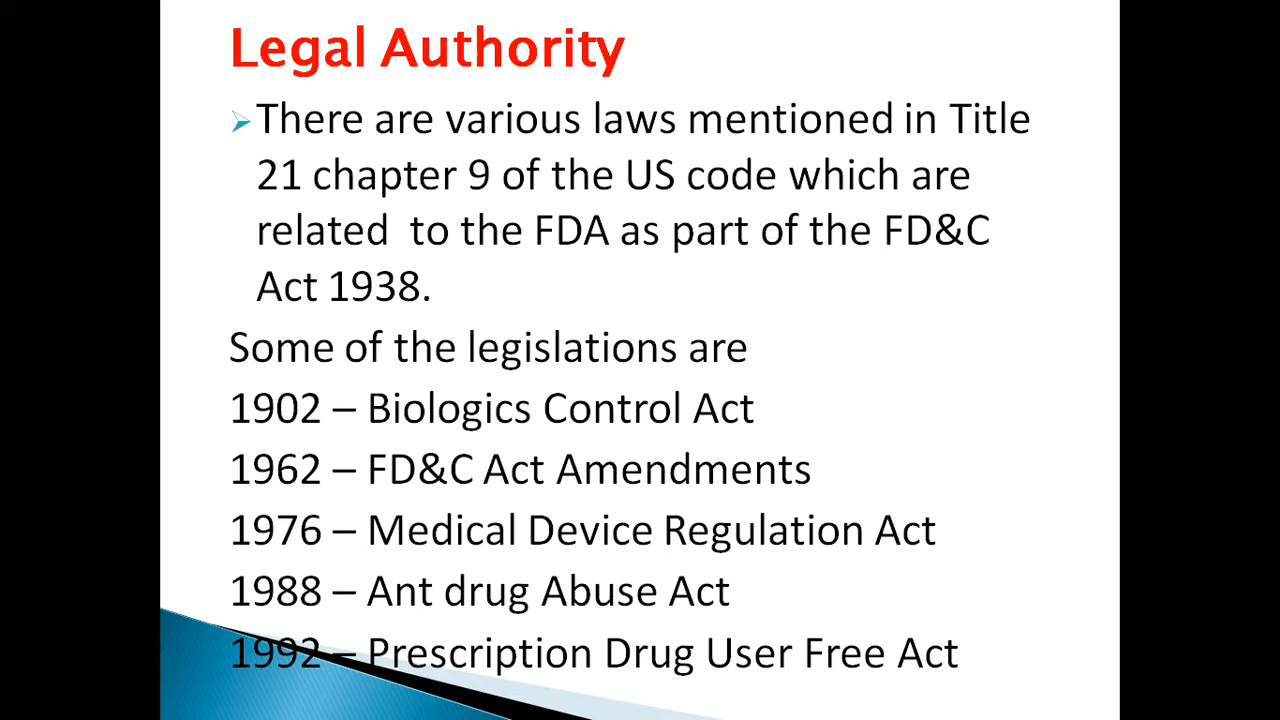 Legal Authority
There are various laws mentioned in Title
21 chapter 9 of the US code which are
related to the FDA as part of the FD&C
Act 1938.
Some of the legislations are
1902 – Biologics Control Act
1962 – FD&C Act Amendments
1976 – Medical Device Regulation Act
1988 – Ant drug Abuse Act
1992 – Prescription Drug User Free Act